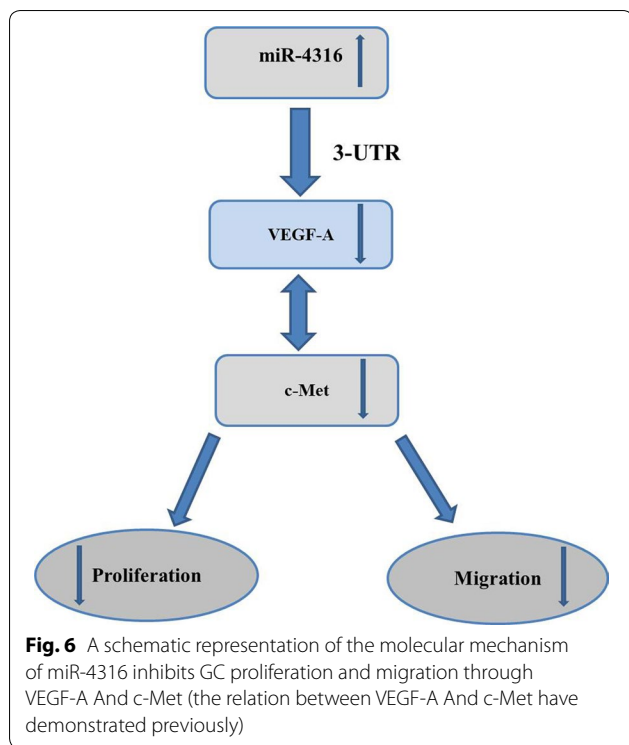 miR-4316
3-UTR
VEGF-A
c-Met
Proliferation
Migration
Fig. 6 A schematic representation of the molecular mechanism
of miR-4316 inhibits GC proliferation and migration through
VEGF-A And c-Met (the relation between VEGF-A And c-Met have
demonstrated previously)